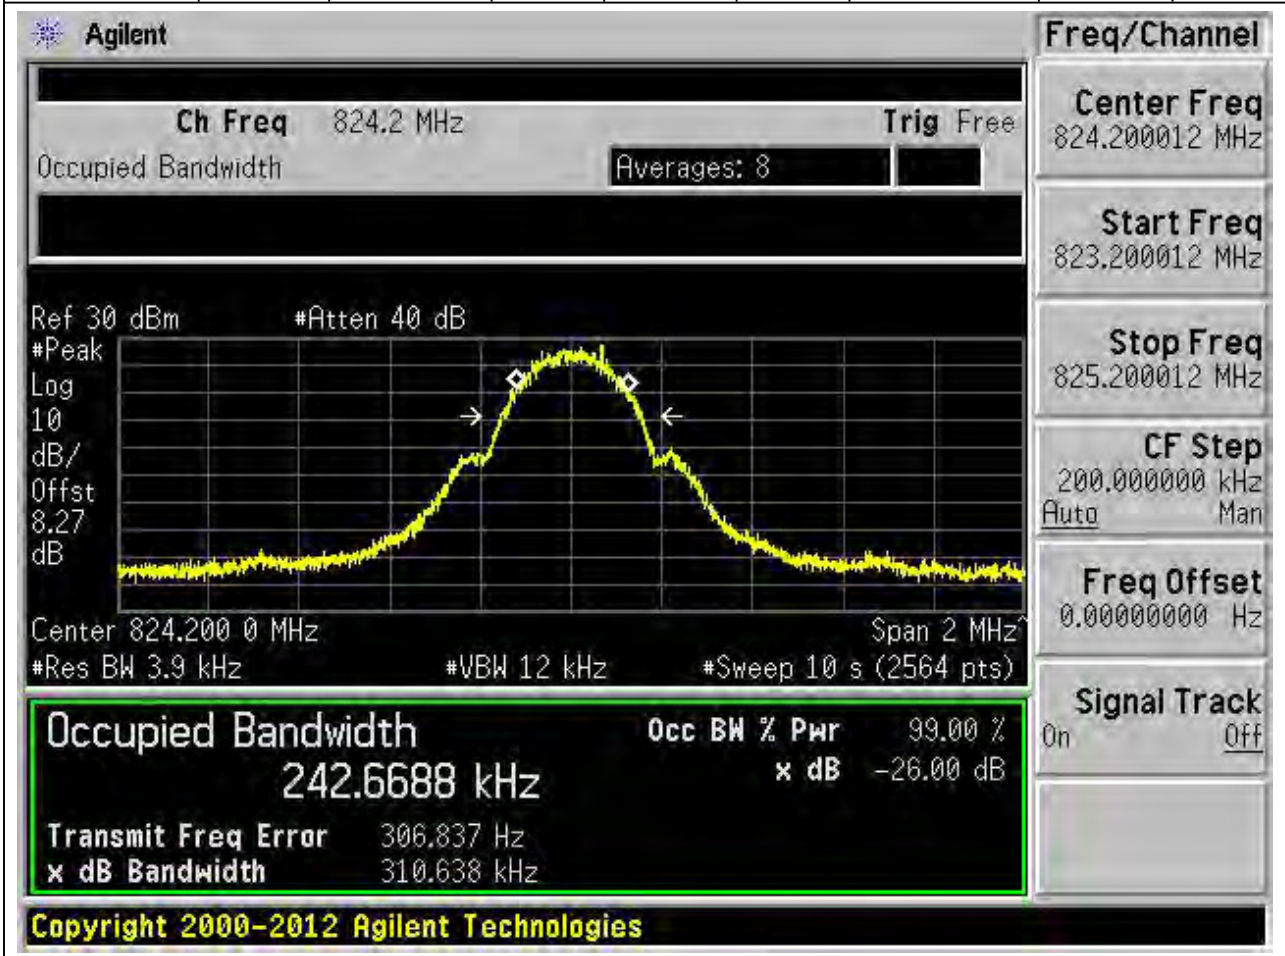 Agilent
Freq/Channel
Ch Freq 824.2 MHz Trig Free
Occupied Bandwidth Averages: 8
Center Freq
824.200012 MHz
Start Freq
823.200012 MHz
Stop Freq
825.200012 MHz
CF Step
200.000000 kHz
Auto Man
Freq Offset
0.00000000 Hz
Signal Track
On Off
Ref 30 dBm #Atten 40 dB
#Peak
Log
10
dB/
Offst
8.27
dB
Center 824.200 0 MHz Span 2 MHz^
#Res BW 3.9 kHz #VBW 12 kHz #Sweep 10 s (2564 pts)
Occupied Bandwidth
242.6688 kHz
Occ BW % Pwr 99.00 %
x dB -26.00 dB
Transmit Freq Error 306.837 Hz
x dB Bandwidth 310.638 kHz
Copyright 2000-2012 Agilent Technologies